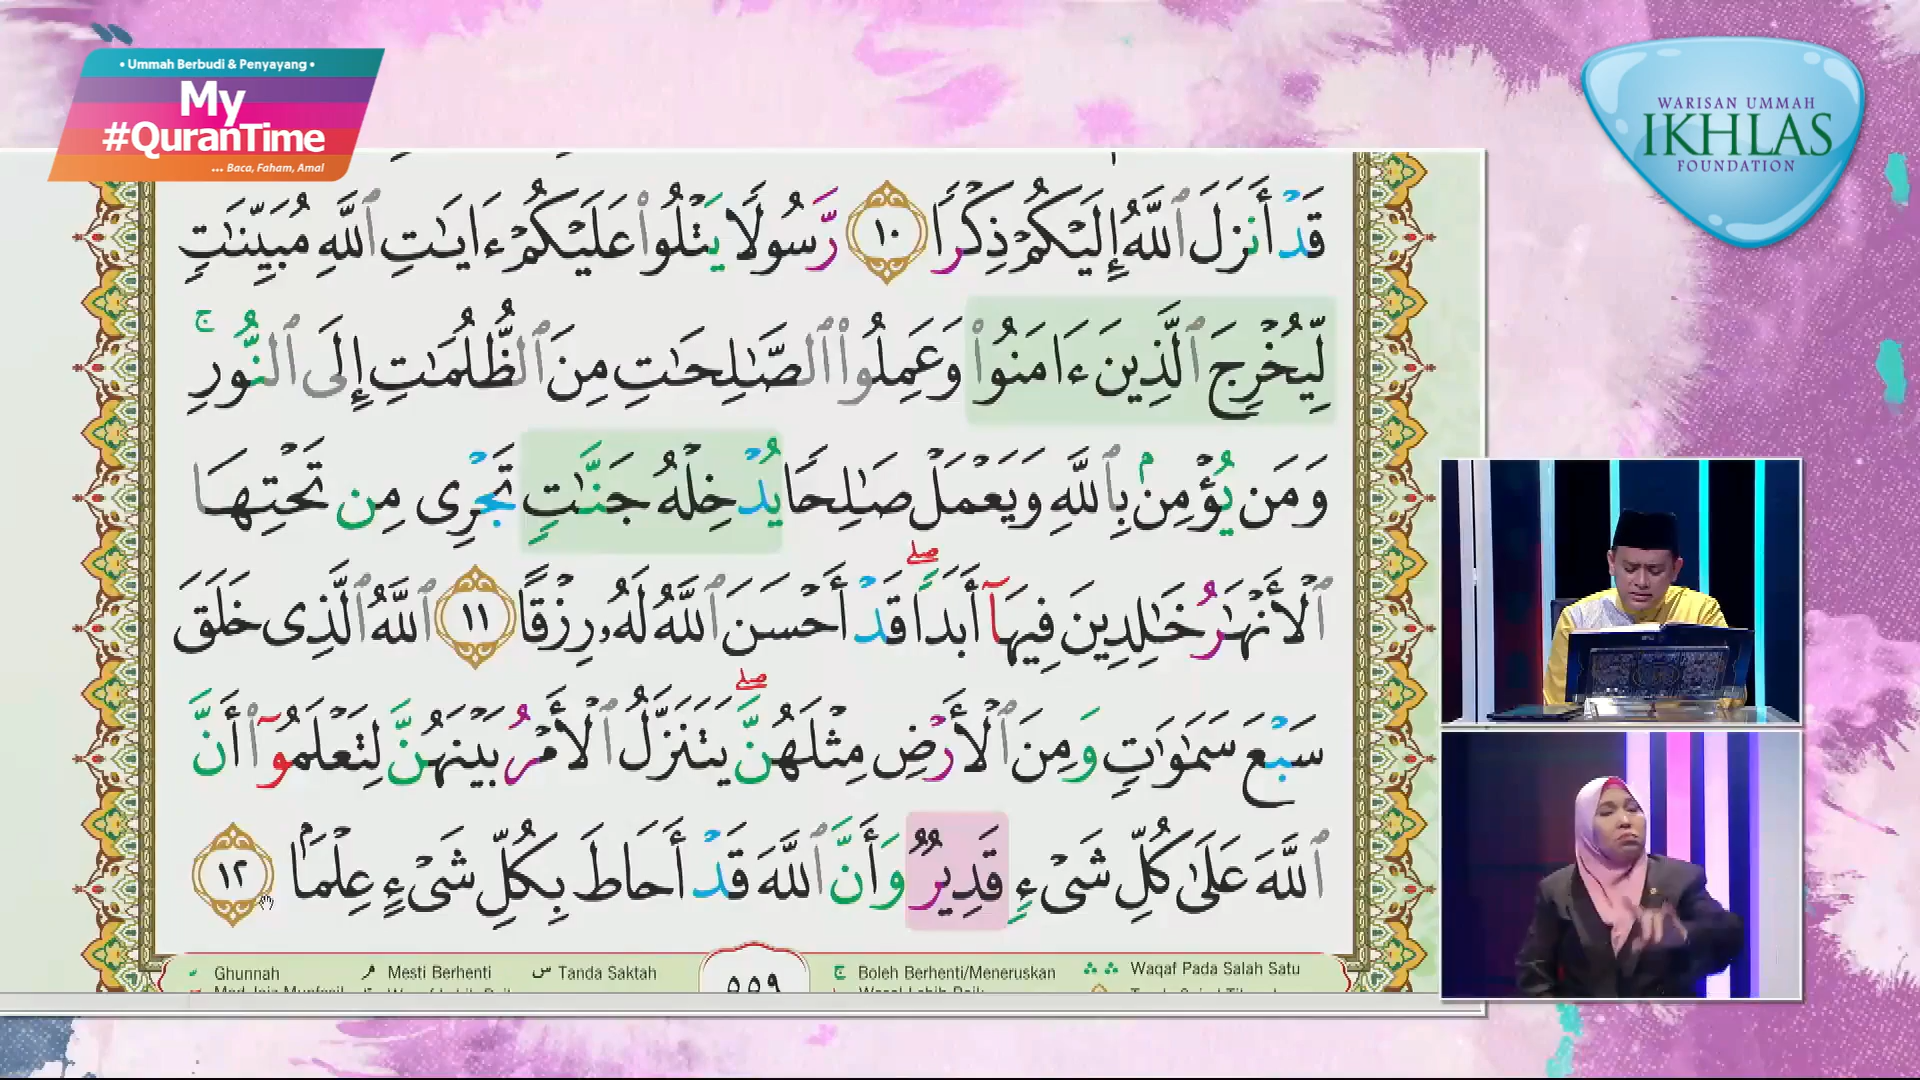 • Ummah Berbudi & Penyayang •
My
#QuranTime
... Baca, Faham, Amal
WARISAN UMMAH
IKHLAS
FOUNDATION
قَدْ أَنزَلَ ٱللَّهُ إِلَيْكُمْ ذِكْرًا ١٠ رَّسُولًا يَتْلُوا۟ عَلَيْكُمْ ءَايَـٰتِ ٱللَّهِ مُبَيِّنَـٰتٍ
لِّيُخْرِجَ ٱلَّذِينَ ءَامَنُوا۟ وَعَمِلُوا۟ ٱلصَّـٰلِحَـٰتِ مِنَ ٱلظُّلُمَـٰتِ إِلَى ٱلنُّورِ ۚ
وَمَن يُؤْمِنۢ بِٱللَّهِ وَيَعْمَلْ صَـٰلِحًا يُدْخِلْهُ جَنَّـٰتٍ تَجْرِى مِن تَحْتِهَا
ٱلْأَنْهَـٰرُ خَـٰلِدِينَ فِيهَآ أَبَدًا ۖ قَدْ أَحْسَنَ ٱللَّهُ لَهُۥ رِزْقًا ١١ ٱللَّهُ ٱلَّذِى خَلَقَ
سَبْعَ سَمَـٰوَٰتٍ وَمِنَ ٱلْأَرْضِ مِثْلَهُنَّ ۖ يَتَنَزَّلُ ٱلْأَمْرُ بَيْنَهُنَّ لِتَعْلَمُوٓا۟ أَنَّ
ٱللَّهَ عَلَىٰ كُلِّ شَىْءٍ قَدِيرٌ وَأَنَّ ٱللَّهَ قَدْ أَحَاطَ بِكُلِّ شَىْءٍ عِلْمًۢا ١٢
Ghunnah
Mesti Berhenti
Tanda Saktah
٥٥٩
Boleh Berhenti/Meneruskan
Waqaf Pada Salah Satu